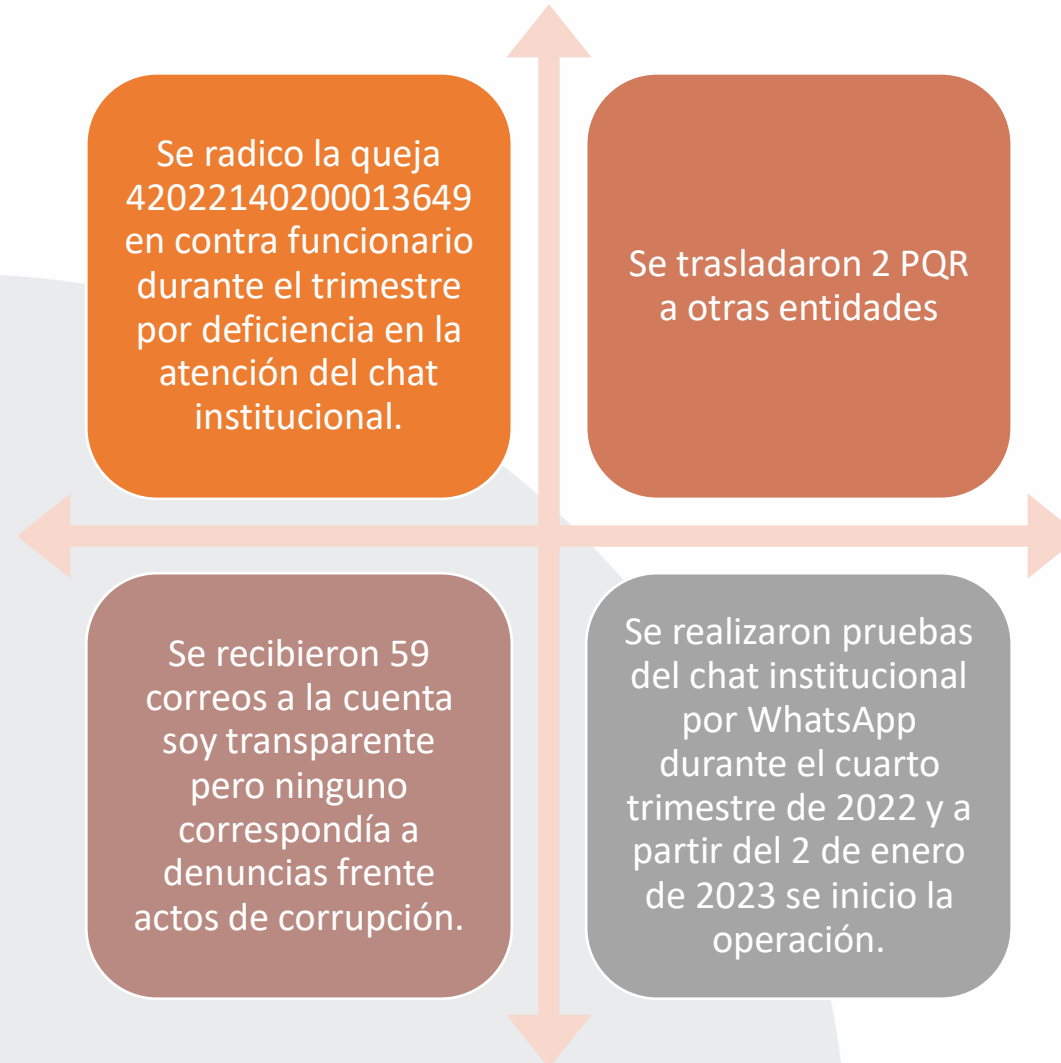 Se radico la queja
42022140200013649
en contra funcionario
durante el trimestre
por deficiencia en la
atención del chat
institucional.
Se trasladaron 2 PQR
a otras entidades
Se recibieron 59
correos a la cuenta
soy transparente
pero ninguno
correspondía a
denuncias frente
actos de corrupción.
Se realizaron pruebas
del chat institucional
por WhatsApp
durante el cuarto
trimestre de 2022 y a
partir del 2 de enero
de 2023 se inicio la
operación.